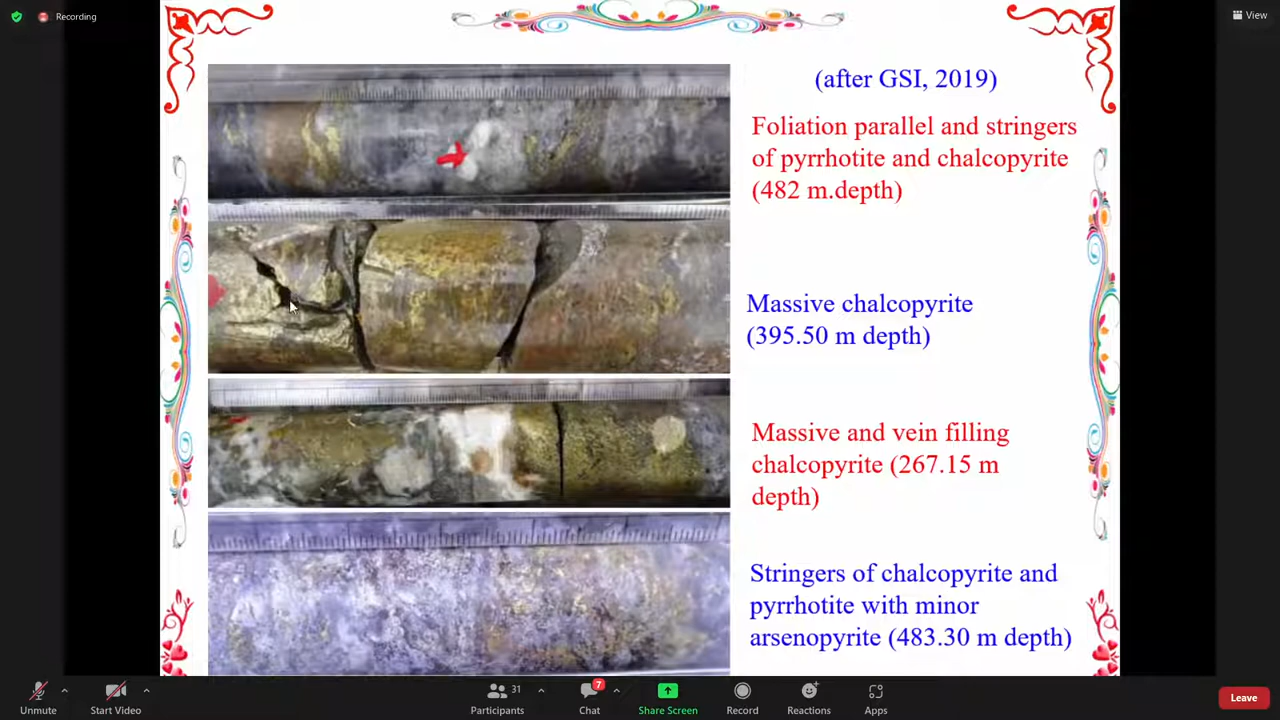 Recording
View
(after GSI, 2019)
Foliation parallel and stringers
of pyrrhotite and chalcopyrite
(482 m.depth)
Massive chalcopyrite
(395.50 m depth)
Massive and vein filling
chalcopyrite (267.15 m
depth)
Stringers of chalcopyrite and
pyrrhotite with minor
arsenopyrite (483.30 m depth)
Unmute
Start Video
31
Participants
7
Chat
Share Screen
Record
Reactions
Apps
Leave